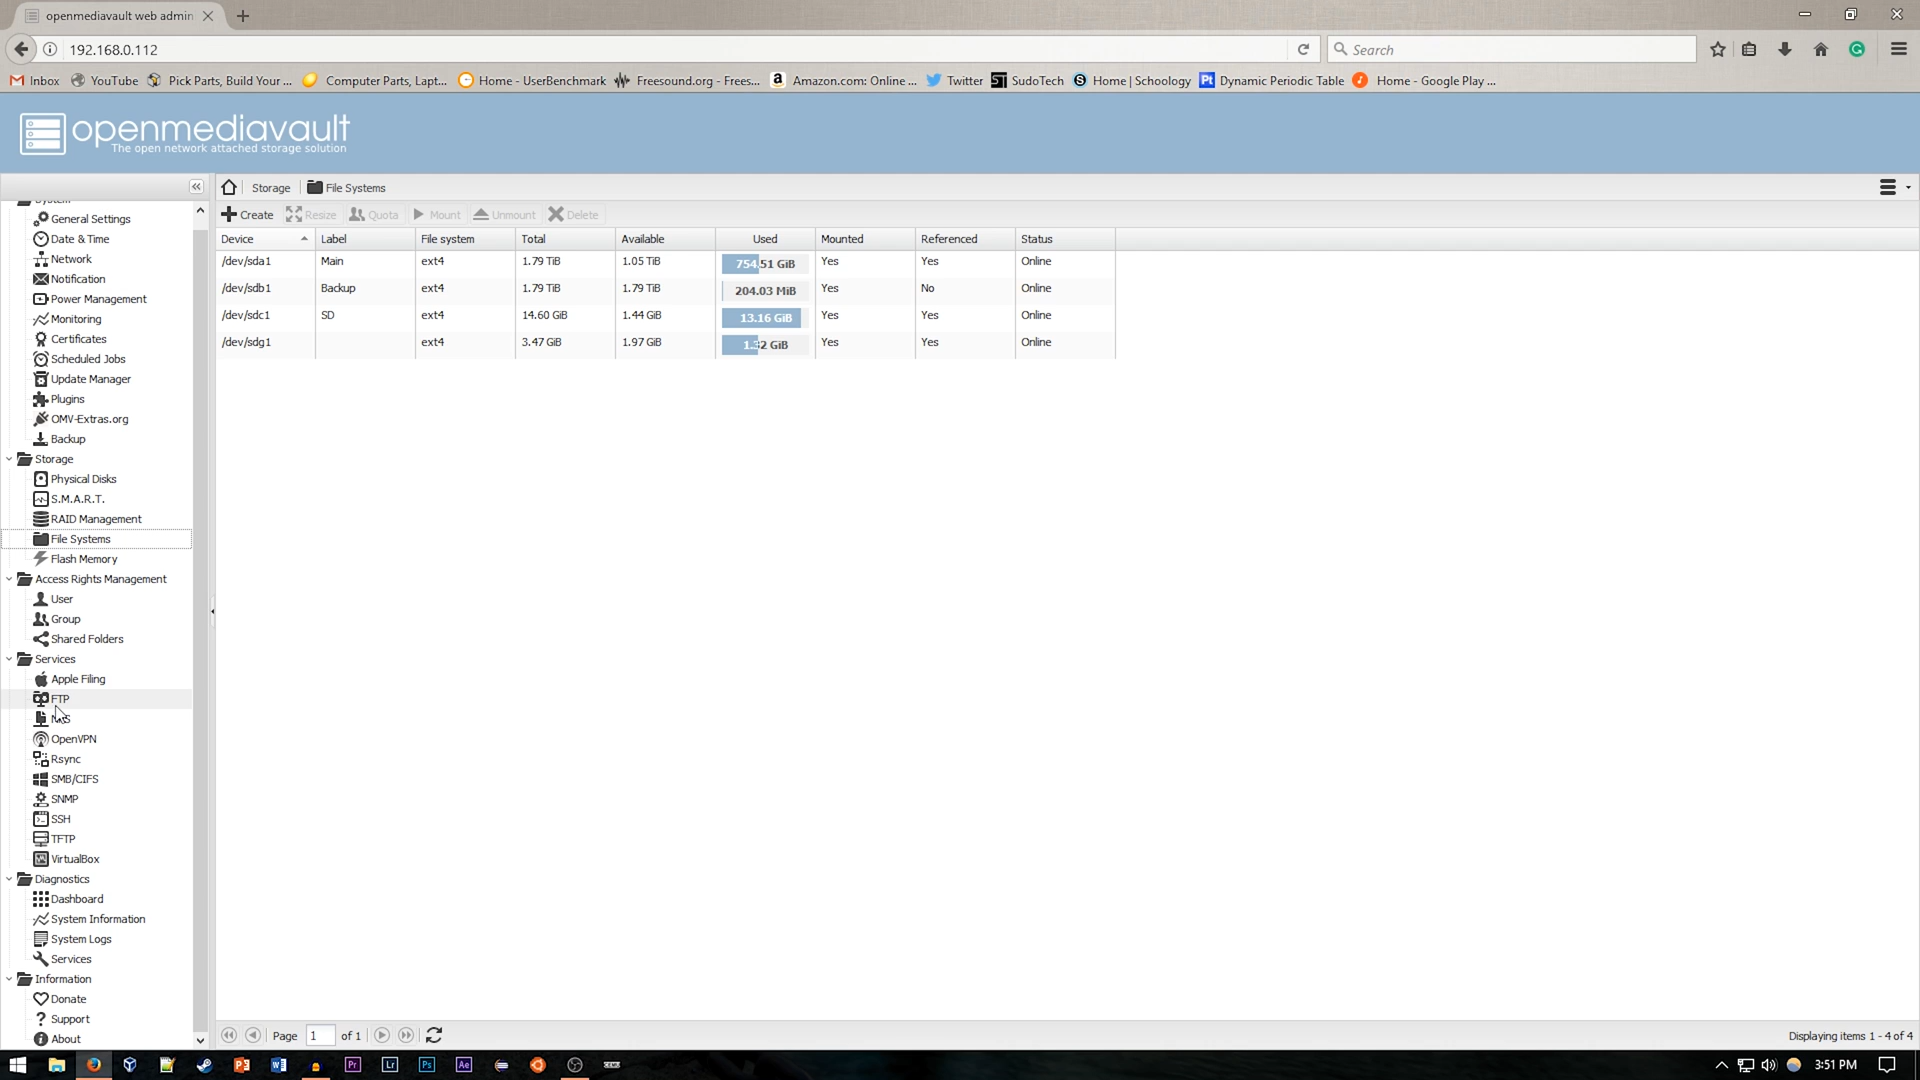 openmediavault web admin
192.168.0.112
Search
Inbox YouTube Pick Parts, Build Your ... Computer Parts, Lapt... Home - UserBenchmark Freesound.org - Frees... Amazon.com: Online ... Twitter SudoTech Home | Schoology Dynamic Periodic Table Home - Google Play ...
openmediavault
The open network attached storage solution
System
General Settings
Date & Time
Network
Notification
Power Management
Monitoring
Certificates
Scheduled Jobs
Update Manager
Plugins
OMV-Extras.org
Backup
Storage
Physical Disks
S.M.A.R.T.
RAID Management
File Systems
Flash Memory
Access Rights Management
User
Group
Shared Folders
Services
Apple Filing
FTP
OpenVPN
Rsync
SMB/CIFS
SNMP
SSH
TFTP
VirtualBox
Diagnostics
Dashboard
System Information
System Logs
Services
Information
Donate
Support
About
Storage File Systems
Create Resize Quota Mount Unmount Delete
Device Label File system Total Available Used Mounted Referenced Status
/dev/sda1 Main ext4 1.79 TiB 1.05 TiB 754.51 GiB Yes Yes Online
/dev/sdb1 Backup ext4 1.79 TiB 1.79 TiB 204.03 MiB Yes No Online
/dev/sdc1 SD ext4 14.60 GiB 1.44 GiB 13.16 GiB Yes Yes Online
/dev/sdg1 ext4 3.47 GiB 1.97 GiB 1.32 GiB Yes Yes Online
Page 1 of 1
Displaying items 1 - 4 of 4
3:51 PM